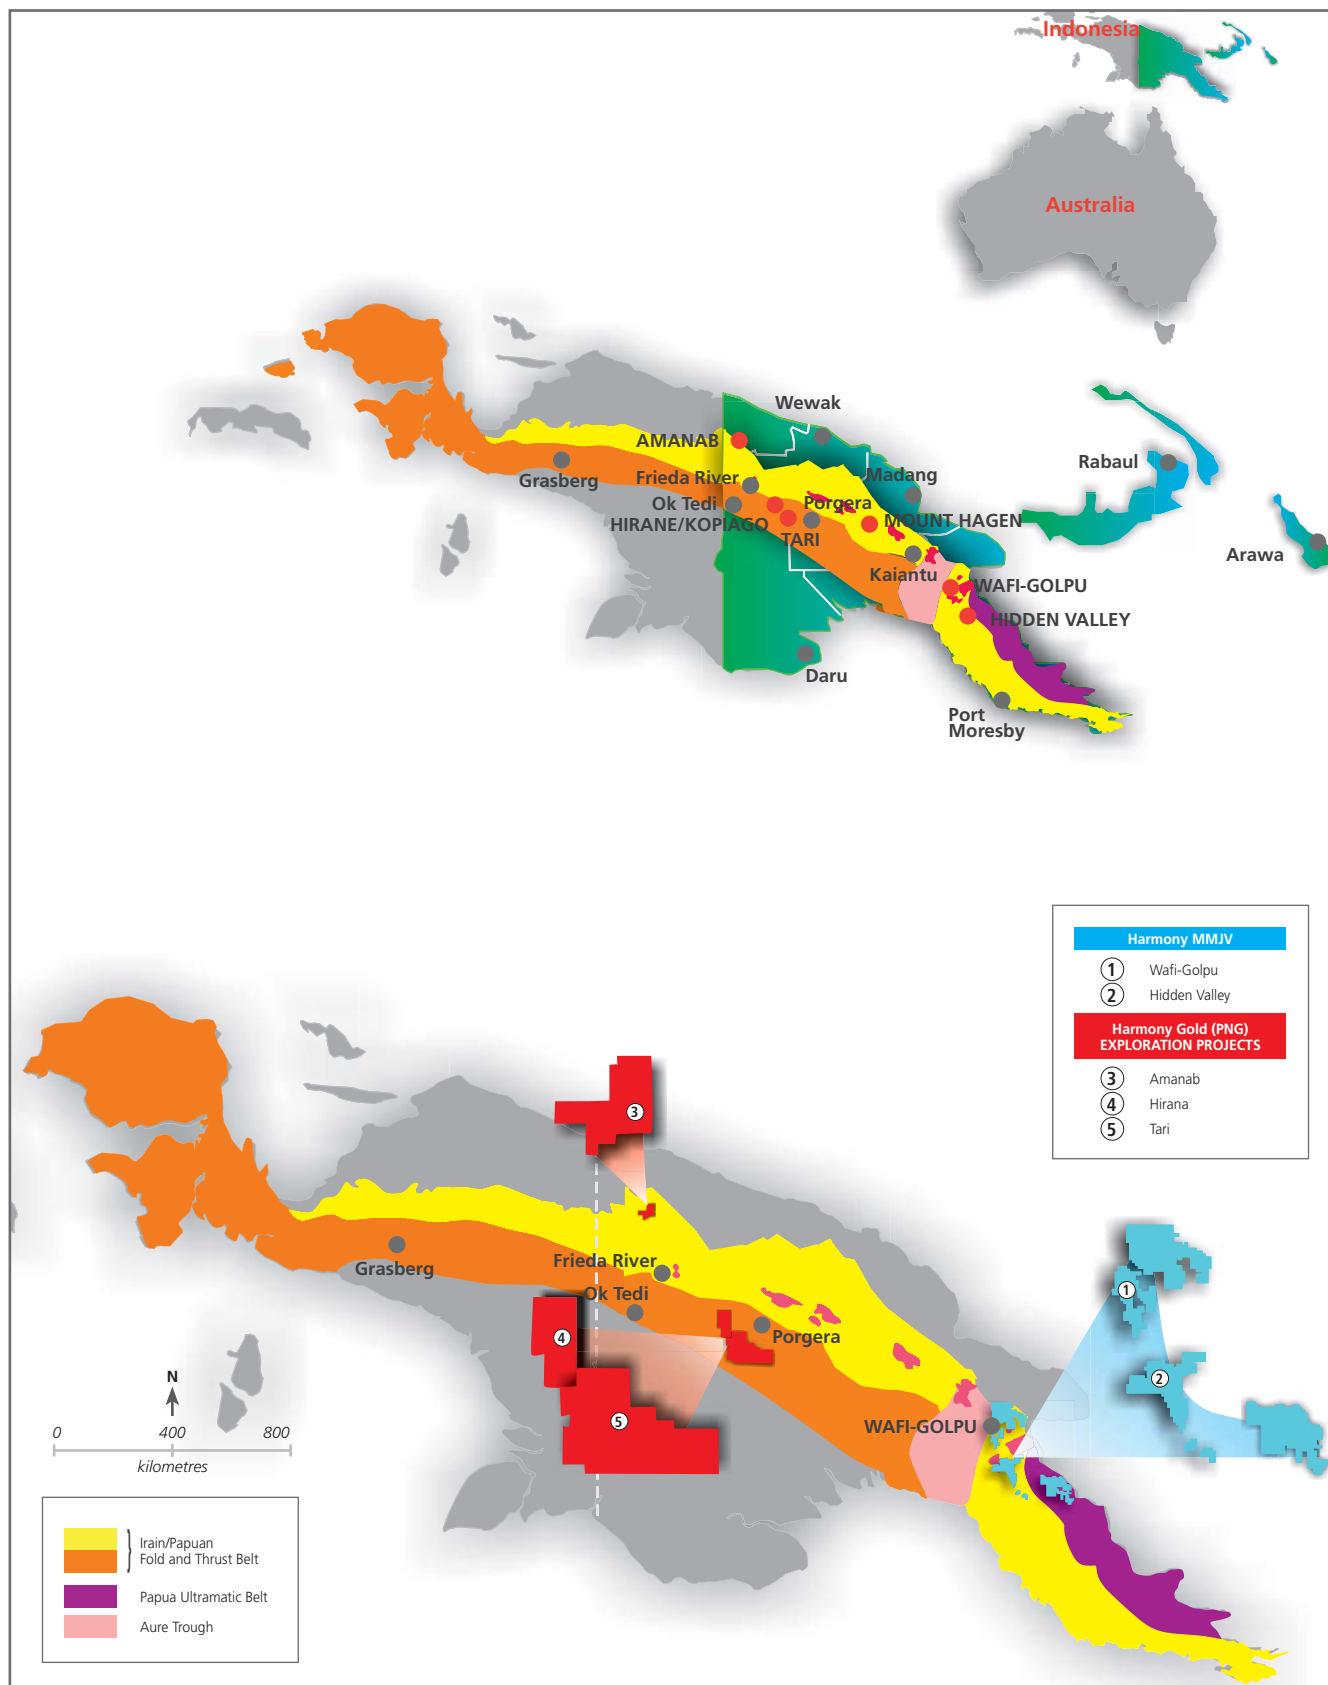 Indonesia
Australia
Wewak
AMANAB
Rabaul
Madang
Grasberg
Frieda River
Ok Tedi
Porgera
HIRANE/KOPIAGO
MOUNT HAGEN
TARI
Arawa
Kaiantu
WAFI-GOLPU
HIDDEN VALLEY
Daru
Port
Moresby
Harmony MMJV
1 Wafi-Golpu
2 Hidden Valley
Harmony Gold (PNG)
EXPLORATION PROJECTS
3 Amanab
4 Hirana
5 Tari
3
Frieda River
Grasberg
Ok Tedi
1
4
Porgera
2
N
5
WAFI-GOLPU
0 400 800
kilometres
Irain/Papuan
Fold and Thrust Belt
Papua Ultramatic Belt
Aure Trough